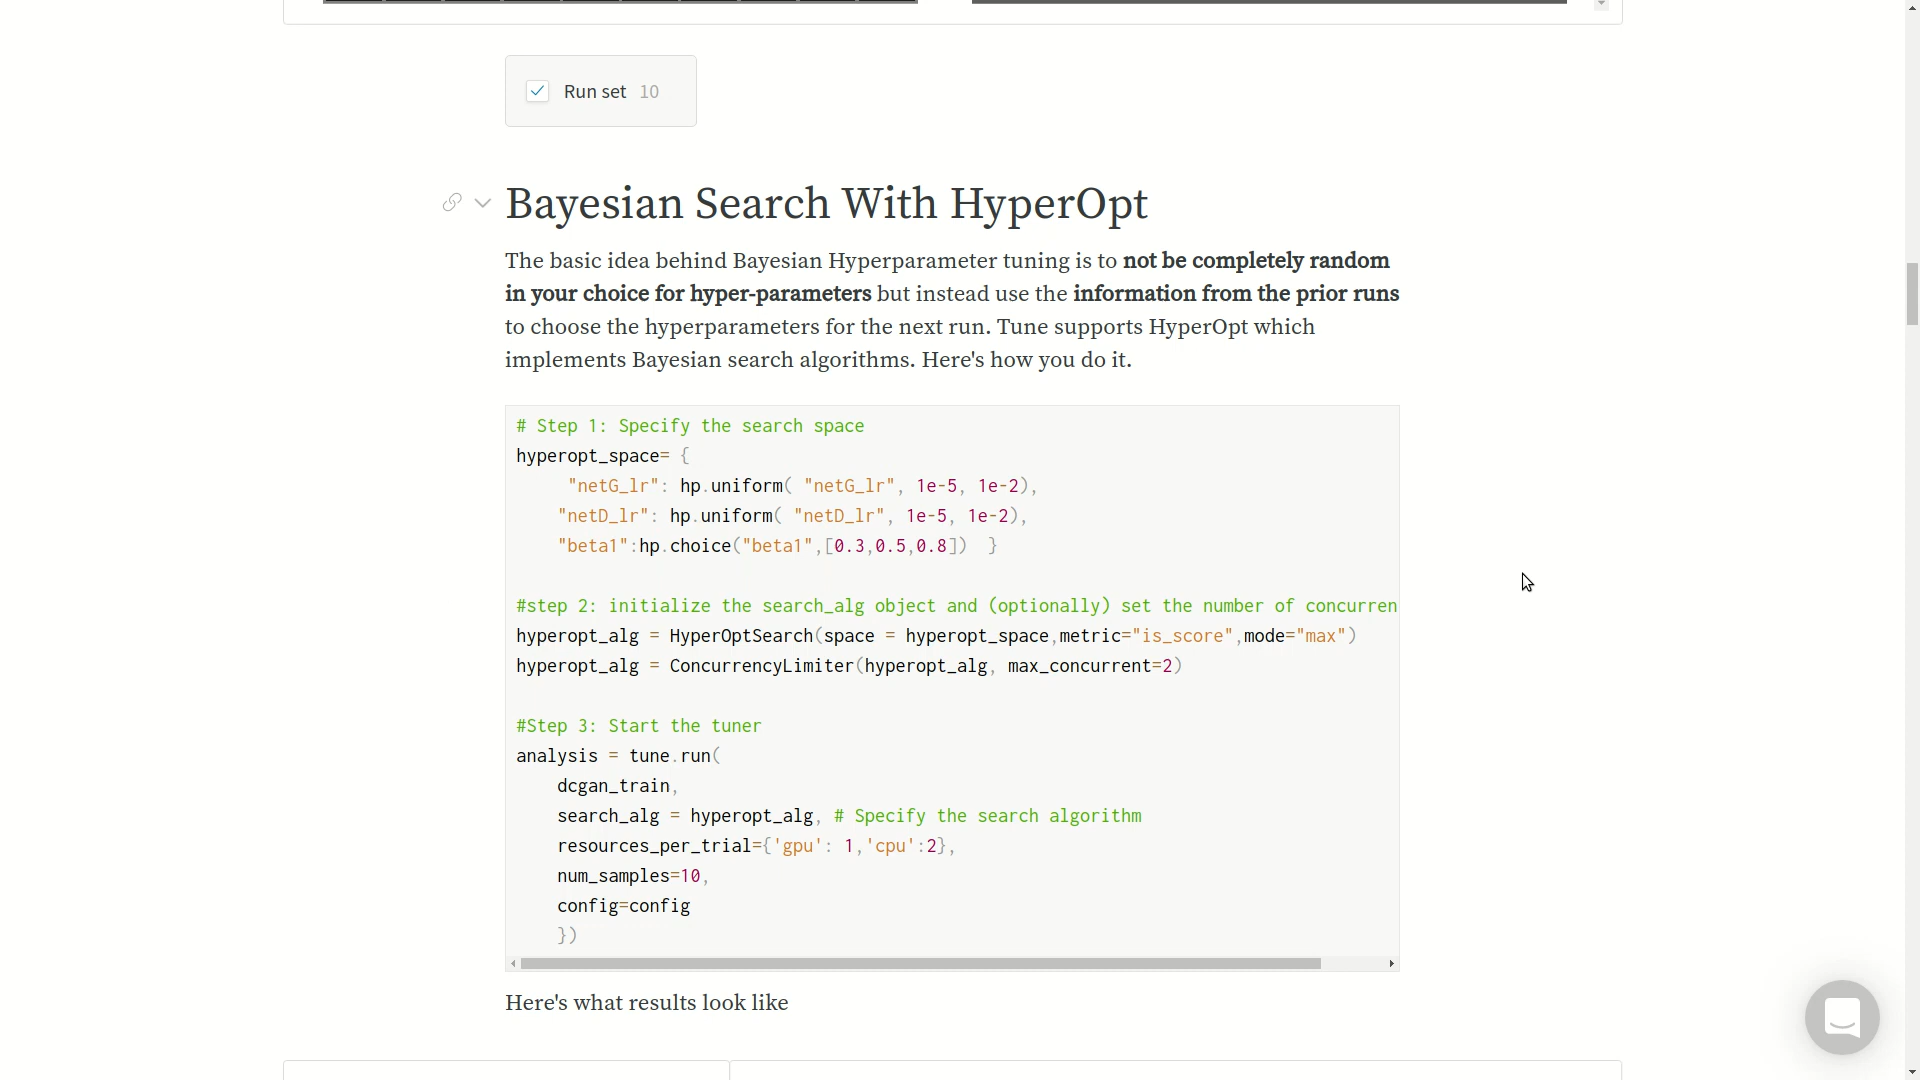 Run set 10
Bayesian Search With HyperOpt
The basic idea behind Bayesian Hyperparameter tuning is to not be completely random
in your choice for hyper-parameters but instead use the information from the prior runs
to choose the hyperparameters for the next run. Tune supports HyperOpt which
implements Bayesian search algorithms. Here's how you do it.
# Step 1: Specify the search space
hyperopt_space= {
     "netG_lr": hp.uniform( "netG_lr", 1e-5, 1e-2),
    "netD_lr": hp.uniform( "netD_lr", 1e-5, 1e-2),
    "beta1":hp.choice("beta1",[0.3,0.5,0.8])  }
#step 2: initialize the search_alg object and (optionally) set the number of concurren
hyperopt_alg = HyperOptSearch(space = hyperopt_space,metric="is_score",mode="max")
hyperopt_alg = ConcurrencyLimiter(hyperopt_alg, max_concurrent=2)
#Step 3: Start the tuner
analysis = tune.run(
    dcgan_train,
    search_alg = hyperopt_alg, # Specify the search algorithm
    resources_per_trial={'gpu': 1,'cpu':2},
    num_samples=10,
    config=config
    })
Here's what results look like